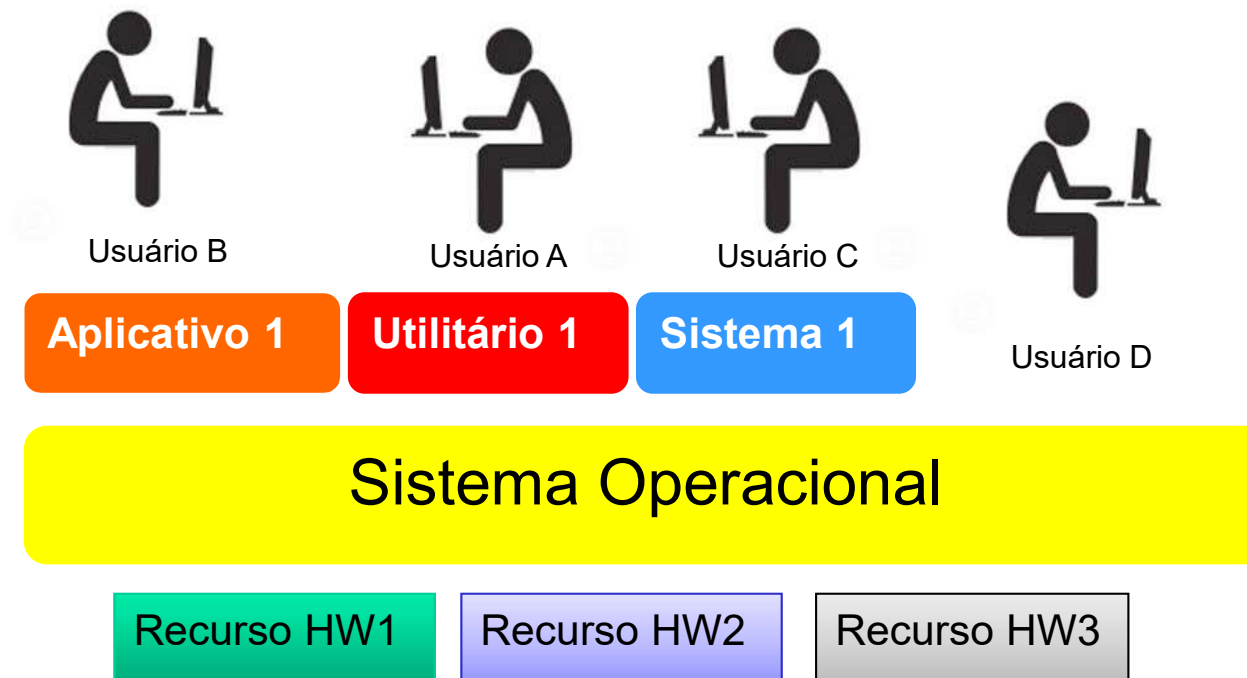 Usuário B
Usuário A
Usuário C
Aplicativo 1
Utilitário 1
Sistema 1
Usuário D
Sistema Operacional
Recurso HW1
Recurso HW2
Recurso HW3